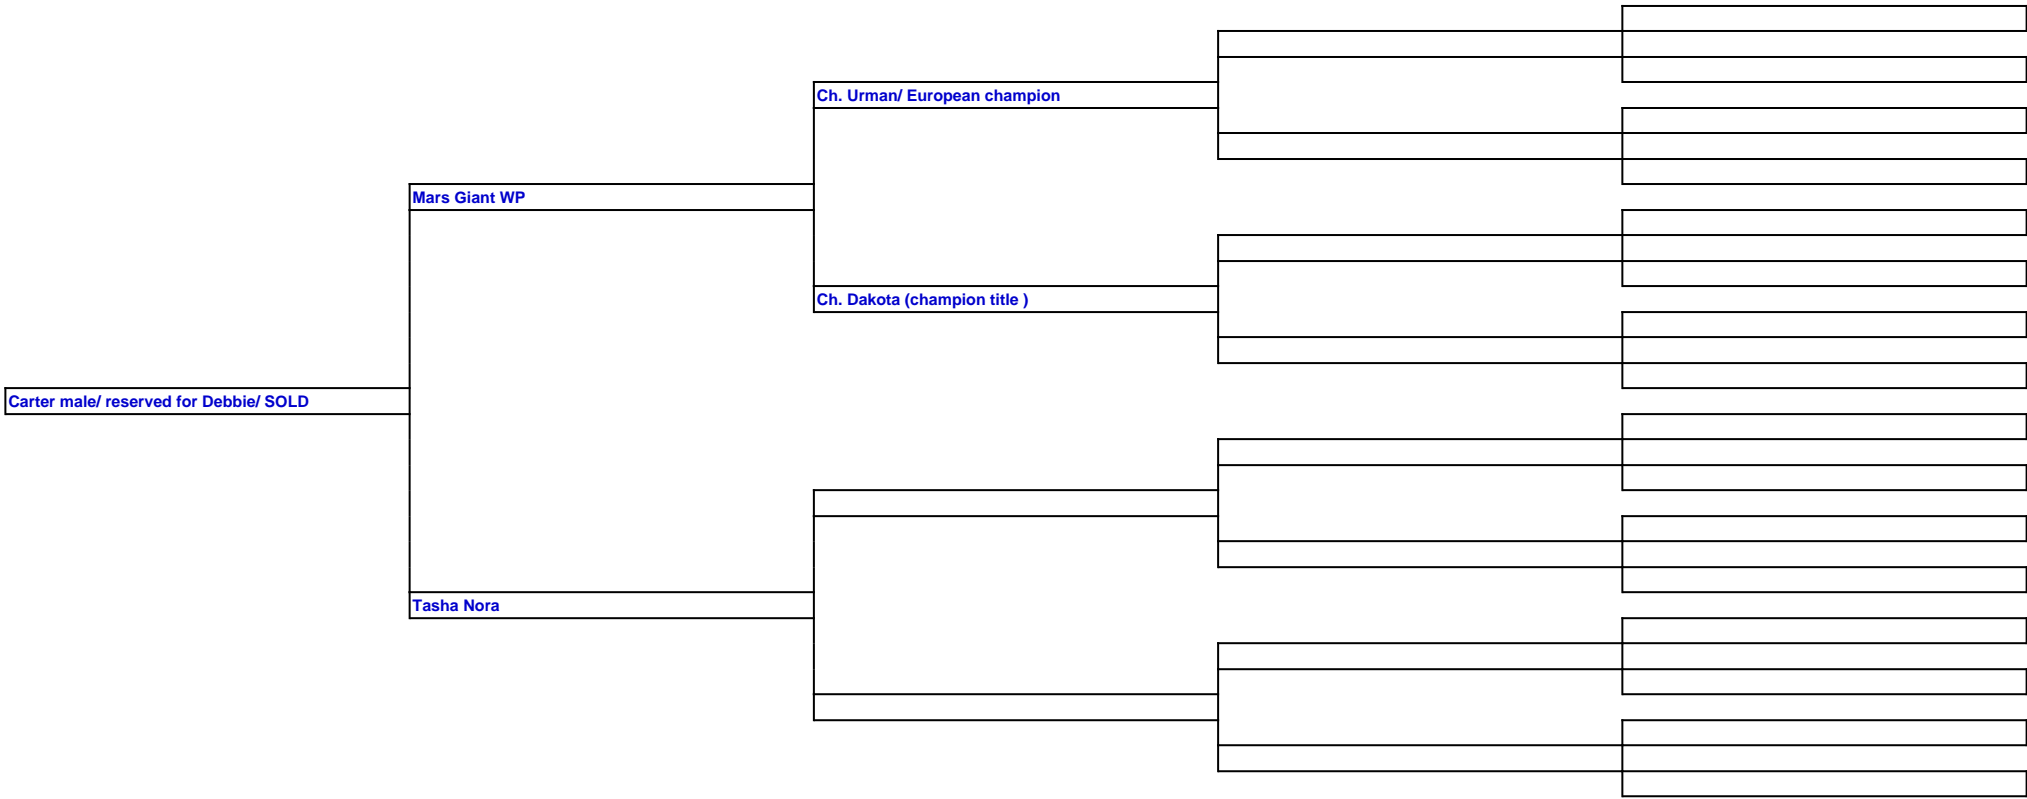 Ch. Urman/ European champion
Mars Giant WP
Ch. Dakota (champion title )
Carter male/ reserved for Debbie/ SOLD
Tasha Nora